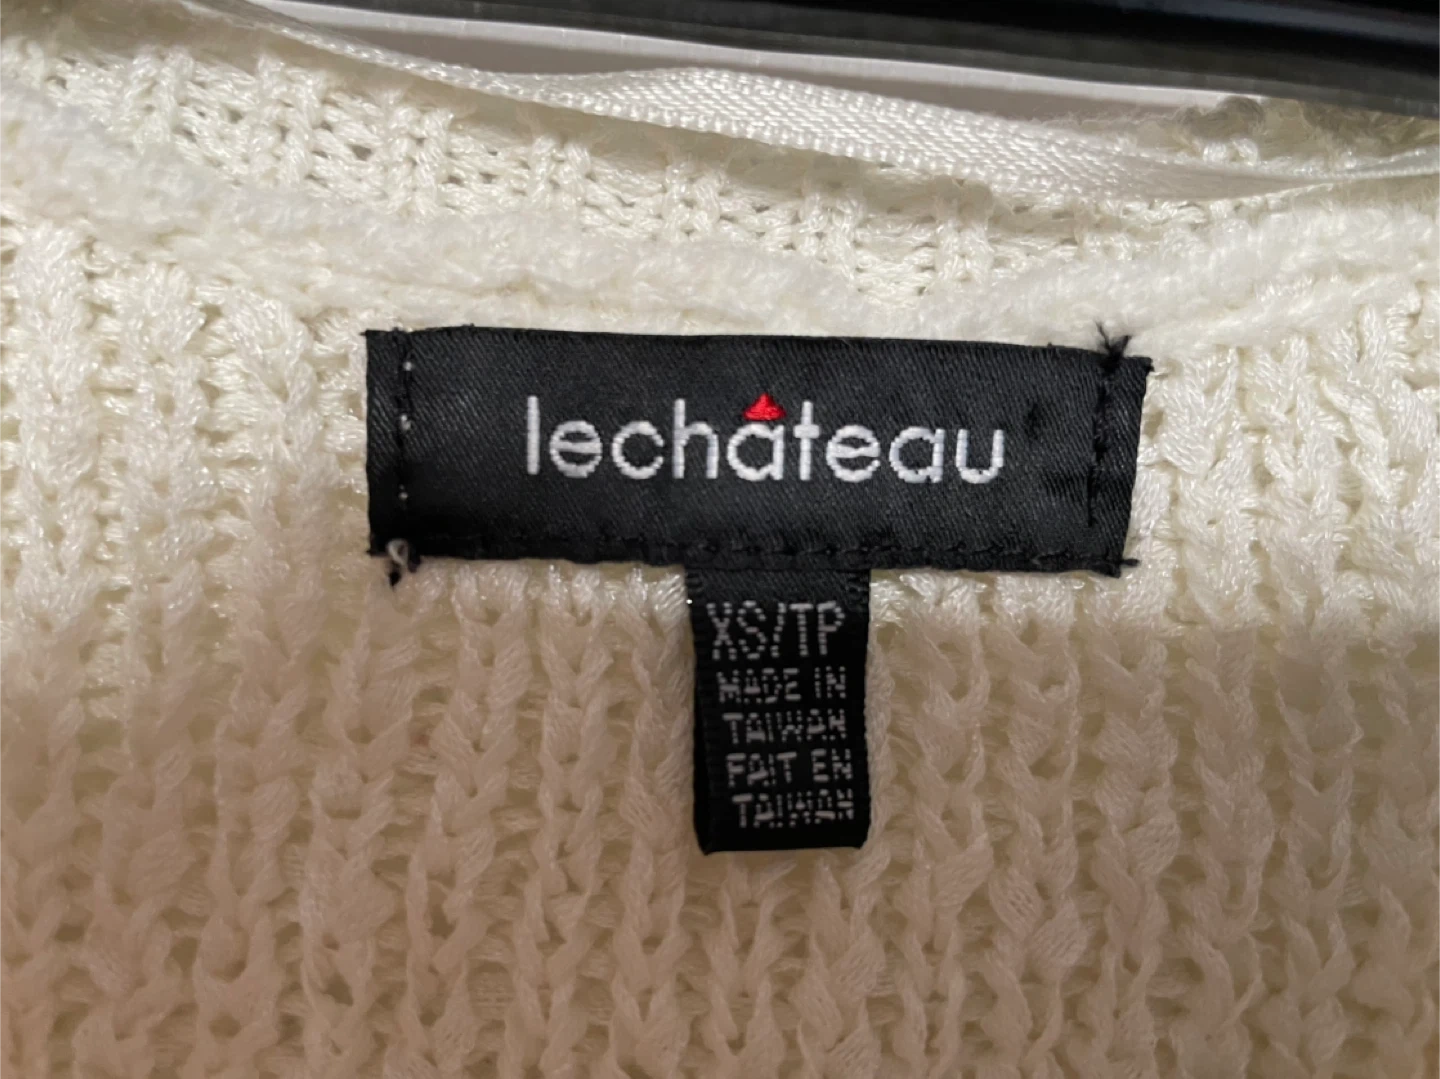 lechâteau
XS/TP
MADE IN
TAIWAN
FAIT EN
TAIWAN